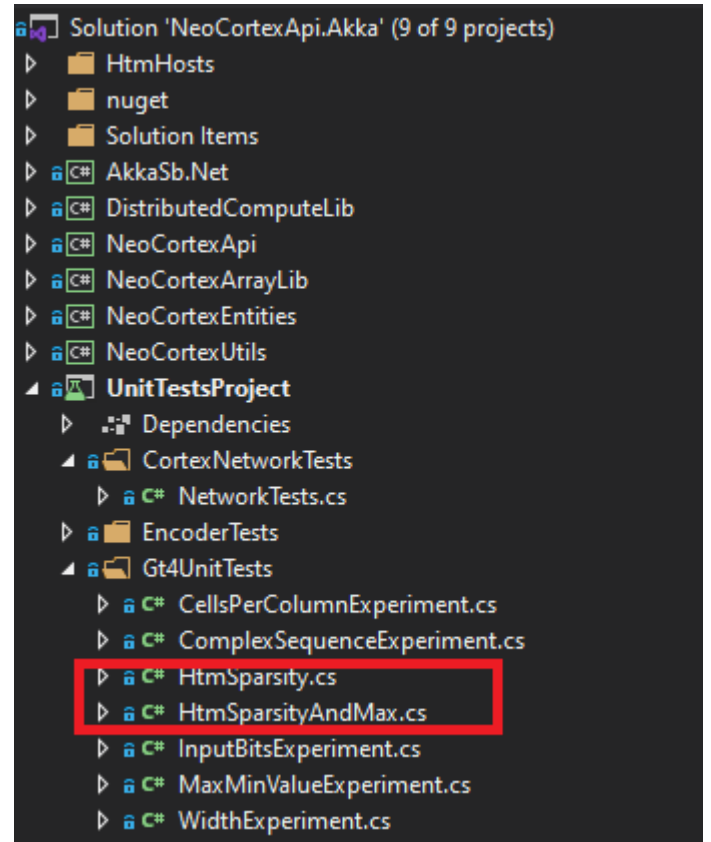 Solution 'NeoCortexApi.Akka' (9 of 9 projects)
HtmHosts
nuget
Solution Items
C# AkkaSb.Net
C# DistributedComputeLib
C# NeoCortexApi
C# NeoCortexArrayLib
C# NeoCortexEntities
C# NeoCortexUtils
UnitTestsProject
Dependencies
CortexNetworkTests
C# NetworkTests.cs
EncoderTests
Gt4UnitTests
C# CellsPerColumnExperiment.cs
C# ComplexSequenceExperiment.cs
C# HtmSparsity.cs
C# HtmSparsityAndMax.cs
C# InputBitsExperiment.cs
C# MaxMinValueExperiment.cs
C# WidthExperiment.cs